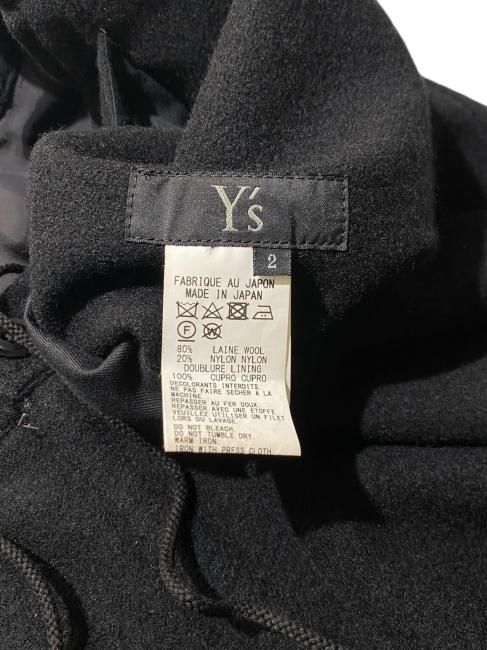 Y's
2
FABRIQUE AU JAPON
MADE IN JAPAN
F
80% LAINE WOOL
20% NYLON NYLON
DOUBLURE LINING
100% CUPRO CUPRO
DECOLORANTS INTERDITS.
NE PAS FAIRE SECHER A LA
MACHINE.
REPASSER AU FER DOUX.
REPASSER AVEC UNE ETOFFE
VEUILLEZ UTILISER UN FILET
LORS DU LAVAGE.
DO NOT BLEACH.
DO NOT TUMBLE DRY.
WARM IRON.
IRON WITH PRESS CLOTH